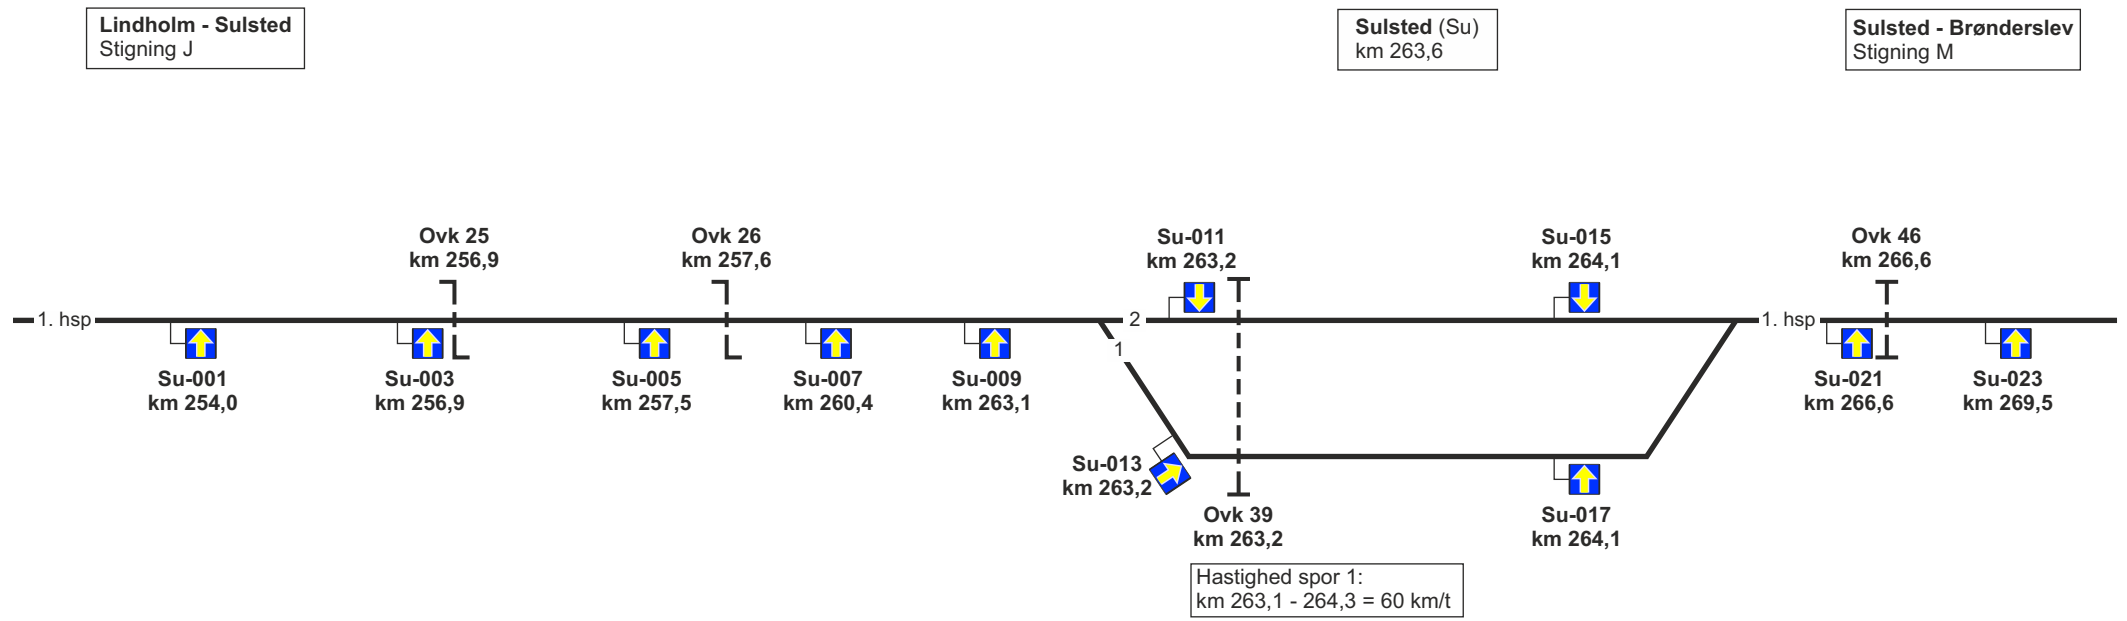 Lindholm - Sulsted
Stigning J
Sulsted (Su)
km 263,6
Sulsted - Brønderslev
Stigning M
Ovk 25
km 256,9
Ovk 26
km 257,6
Su-011
km 263,2
Su-015
km 264,1
Ovk 46
km 266,6
1. hsp
2
1. hsp
1
Su-001
km 254,0
Su-003
km 256,9
Su-005
km 257,5
Su-007
km 260,4
Su-009
km 263,1
Su-021
km 266,6
Su-023
km 269,5
Su-013
km 263,2
Ovk 39
km 263,2
Su-017
km 264,1
Hastighed spor 1:
km 263,1 - 264,3 = 60 km/t